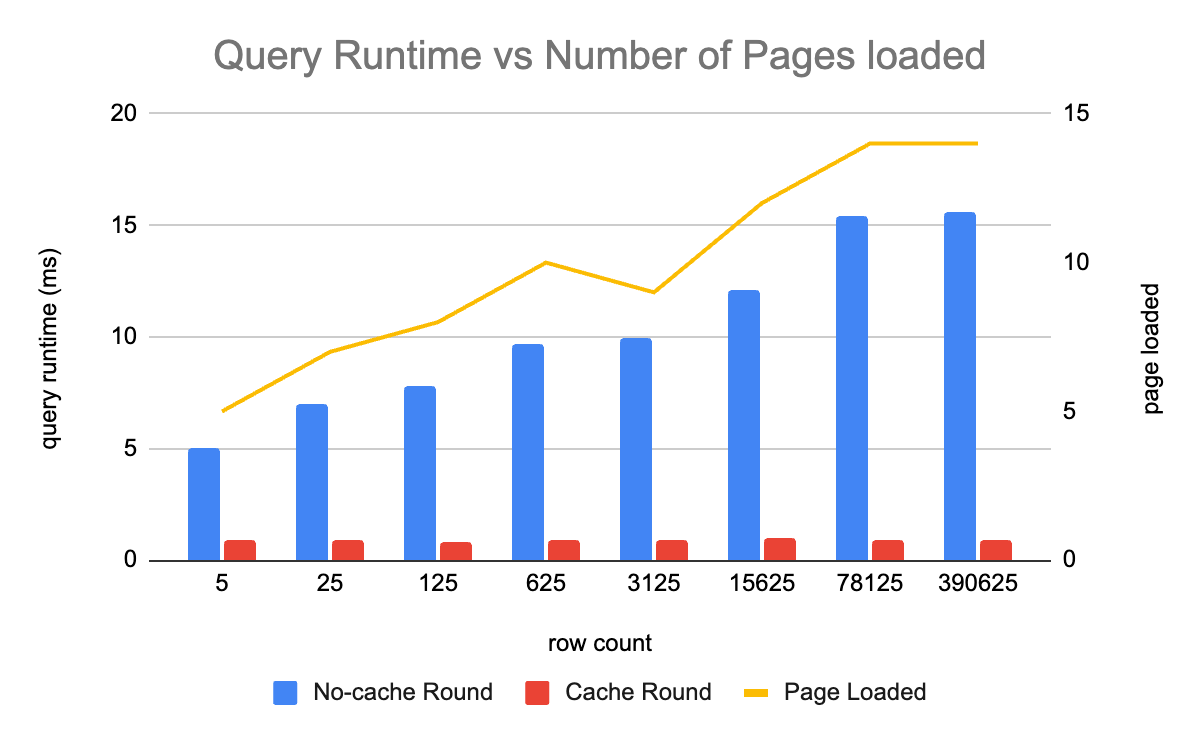 Query Runtime vs Number of Pages loaded
20
15
10
5
0
query runtime (ms)
15
10
5
0
page loaded
5 25 125 625 3125 15625 78125 390625
row count
No-cache Round Cache Round Page Loaded